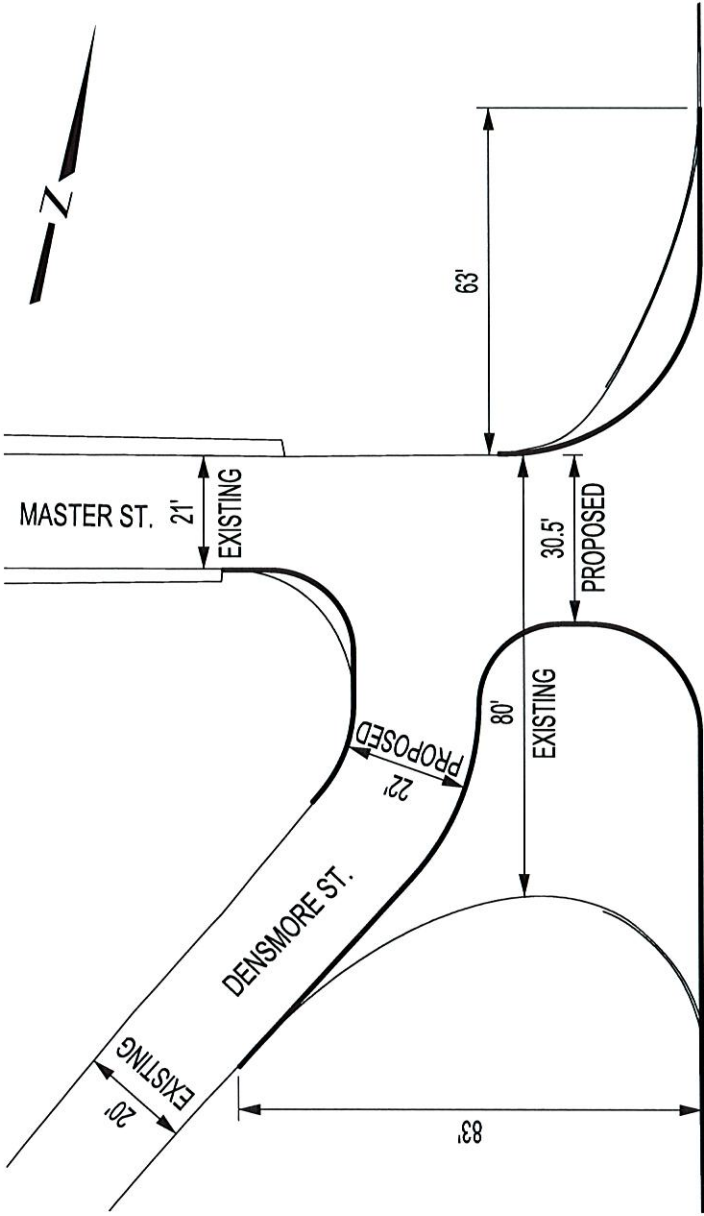 Z
63'
MASTER ST.
21'
EXISTING
30.5'
PROPOSED
80'
EXISTING
22'
PROPOSED
DENSMORE ST.
20'
EXISTING
83'